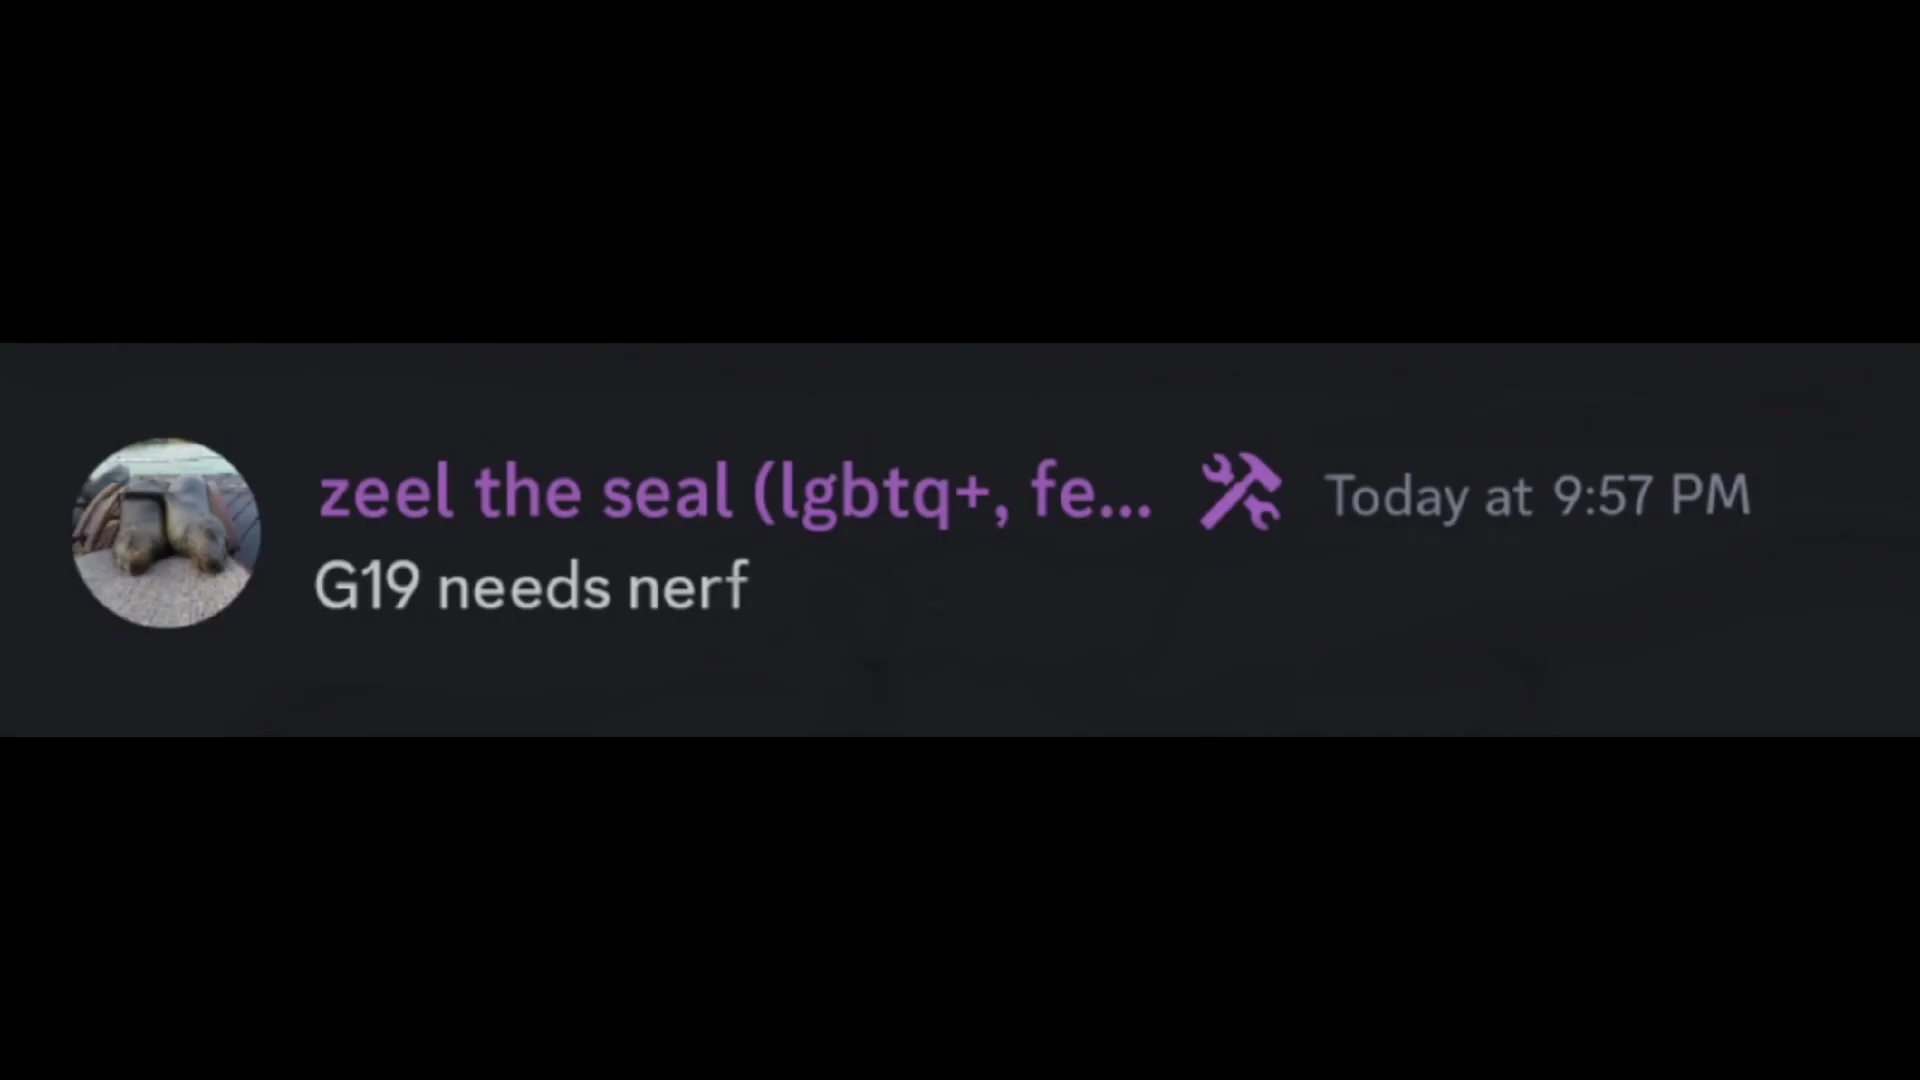 zeel the seal (lgbtq+, fe... Today at 9:57 PM
G19 needs nerf